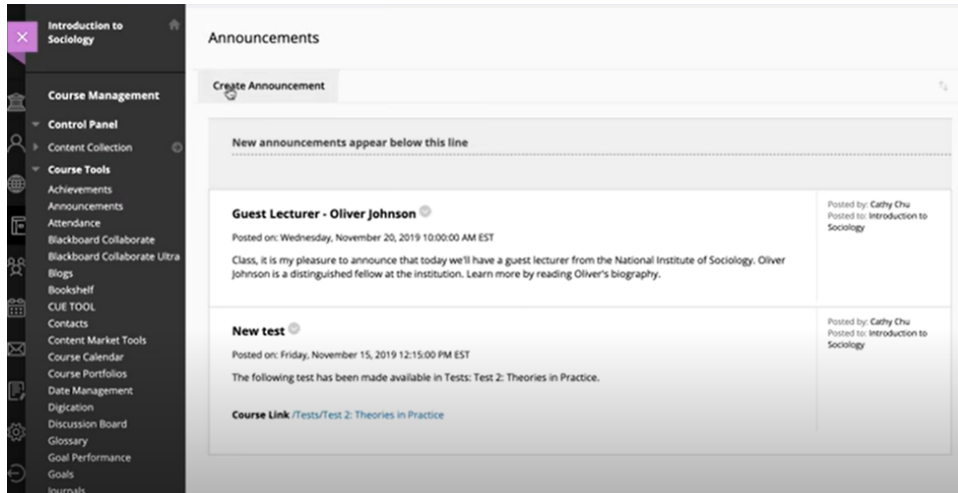 Introduction to
Sociology
Course Management
Control Panel
Content Collection
Course Tools
Achievements
Announcements
Attendance
Blackboard Collaborate
Blackboard Collaborate Ultra
Blogs
Bookshelf
CUE TOOL
Contacts
Content Market Tools
Course Calendar
Course Portfolios
Date Management
Digication
Discussion Board
Glossary
Goal Performance
Goals
Journals
Announcements
Create Announcement
New announcements appear below this line
Guest Lecturer - Oliver Johnson
Posted on: Wednesday, November 20, 2019 10:00:00 AM EST
Class, it is my pleasure to announce that today we'll have a guest lecturer from the National Institute of Sociology. Oliver
Johnson is a distinguished fellow at the institution. Learn more by reading Oliver's biography.
Posted by: Cathy Chu
Posted to: Introduction to
Sociology
New test
Posted on: Friday, November 15, 2019 12:15:00 PM EST
The following test has been made available in Tests: Test 2: Theories in Practice.
Course Link /Tests/Test 2: Theories in Practice
Posted by: Cathy Chu
Posted to: Introduction to
Sociology